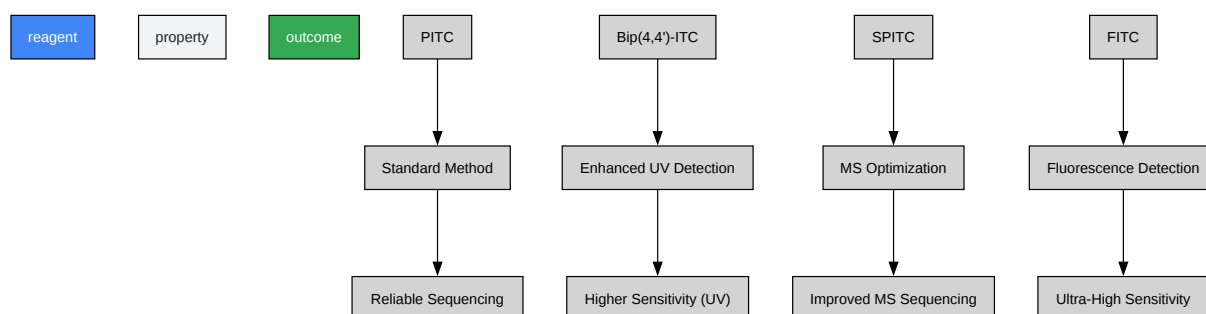 reagent
property
outcome
PITC
Bip(4,4')-ITC
SPITC
FITC
Standard Method
Enhanced UV Detection
MS Optimization
Fluorescence Detection
Reliable Sequencing
Higher Sensitivity (UV)
Improved MS Sequencing
Ultra-High Sensitivity